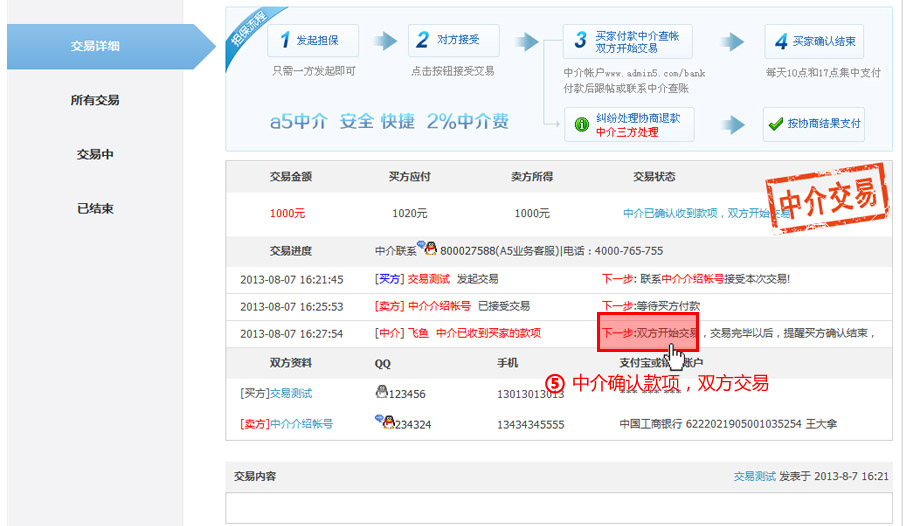 交易详细
所有交易
交易中
已结束
担保流程
1 发起担保
只需一方发起即可
2 对方接受
点击按钮接受交易
3 买家付款中介查帐
双方开始交易
中介帐户www.admin5.com/bank
付款后跟帖或联系中介查账
4 买家确认结束
每天10点和17点集中支付
a5中介 安全 快捷 2%中介费
纠纷处理协商退款
中介三方处理
按协商结果支付
交易金额 买方应付 卖方所得 交易状态
1000元 1020元 1000元 中介已确认收到款项，双方开始交易
中介交易
交易进度 中介联系 800027588(A5业务客服)|电话：4000-765-755
2013-08-07 16:21:45 [买方] 交易测试 发起交易 下一步: 联系中介介绍帐号接受本次交易!
2013-08-07 16:25:53 [卖方] 中介介绍帐号 已接受交易 下一步:等待买方付款
2013-08-07 16:27:54 [中介] 飞鱼 中介已收到买家的款项 下一步:双方开始交易，交易完毕以后，提醒买方确认结束，
双方资料 QQ 手机 支付宝或 账户
⑤ 中介确认款项，双方交易
[买方]交易测试 123456 13013013013
[卖方]中介介绍帐号 234324 13434345555 中国工商银行 6222021905001035254 王大拿
交易内容 交易测试 发表于 2013-8-7 16:21